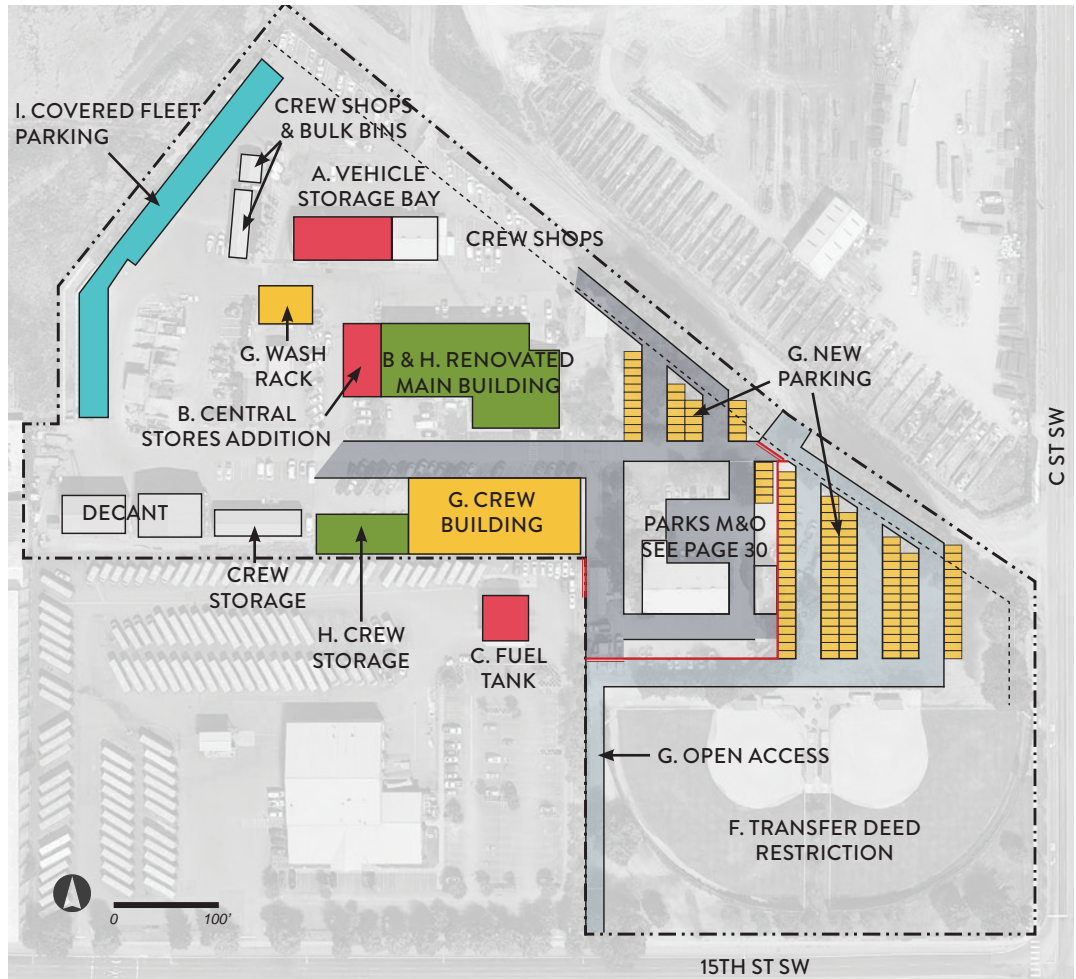 I. COVERED FLEET
PARKING
CREW SHOPS
& BULK BINS
A. VEHICLE
STORAGE BAY
CREW SHOPS
G. WASH
RACK
B & H. RENOVATED
MAIN BUILDING
G. NEW
PARKING
B. CENTRAL
STORES ADDITION
C ST SW
DECANT
G. CREW
BUILDING
PARKS M&O
SEE PAGE 30
CREW
STORAGE
H. CREW
STORAGE
C. FUEL
TANK
G. OPEN ACCESS
F. TRANSFER DEED
RESTRICTION
0
100'
15TH ST SW